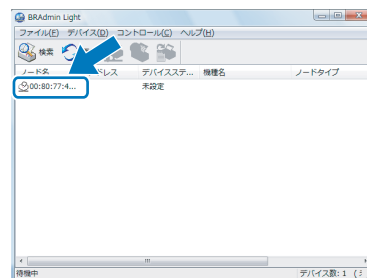 BRAdmin Light
ファイル(F) デバイス(D) コントロール(C) ヘルプ(H)
検索
ノード名 ドレス デバイスステ... 機種名 ノードタイプ
00:80:77:4... 未設定
待機中 デバイス数: 1